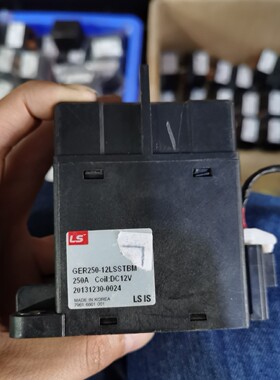 LS
GER250-12LSSTBM
250A Coil:DC12V
20131230-0024
MADE IN KOREA
LS IS